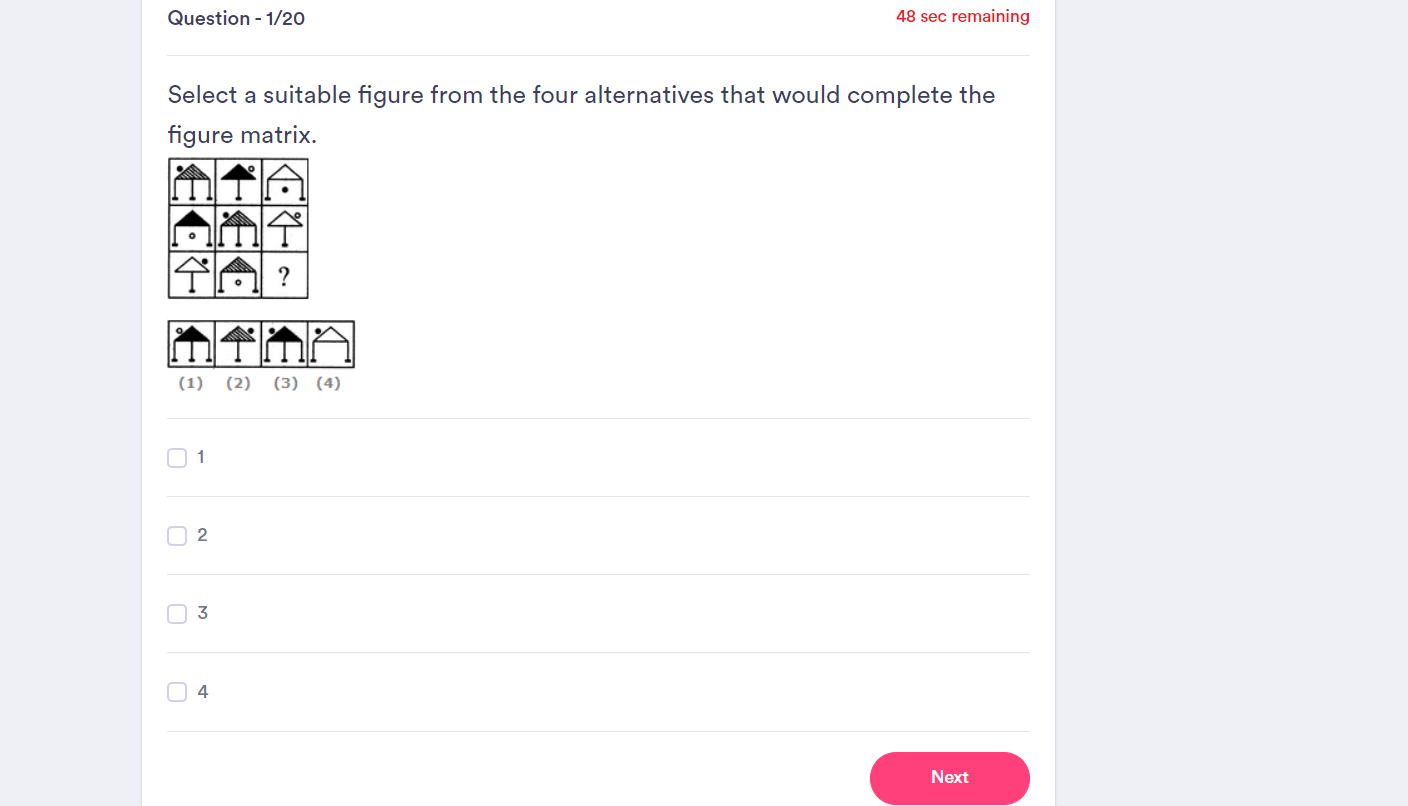 Question - 1/20
48 sec remaining
Select a suitable figure from the four alternatives that would complete the
figure matrix.
?
(1) (2) (3) (4)
1
2
3
4
Next